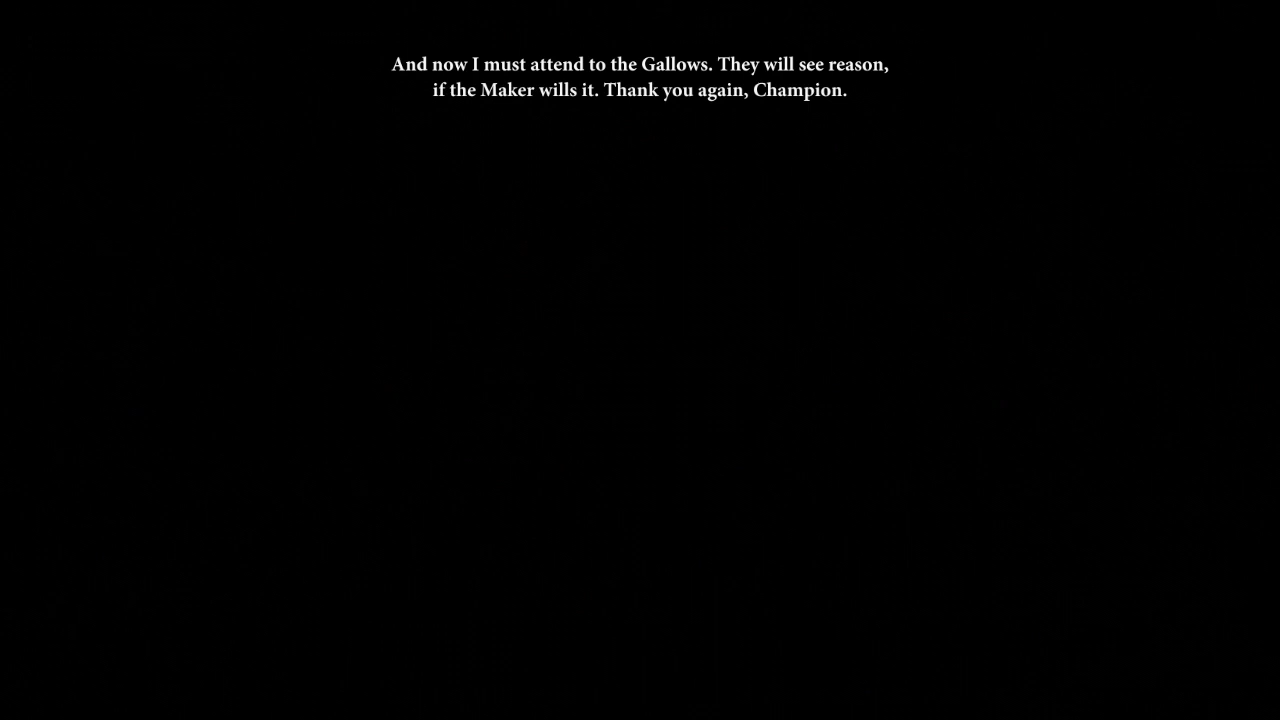 And now I must attend to the Gallows. They will see reason,
if the Maker wills it. Thank you again, Champion.